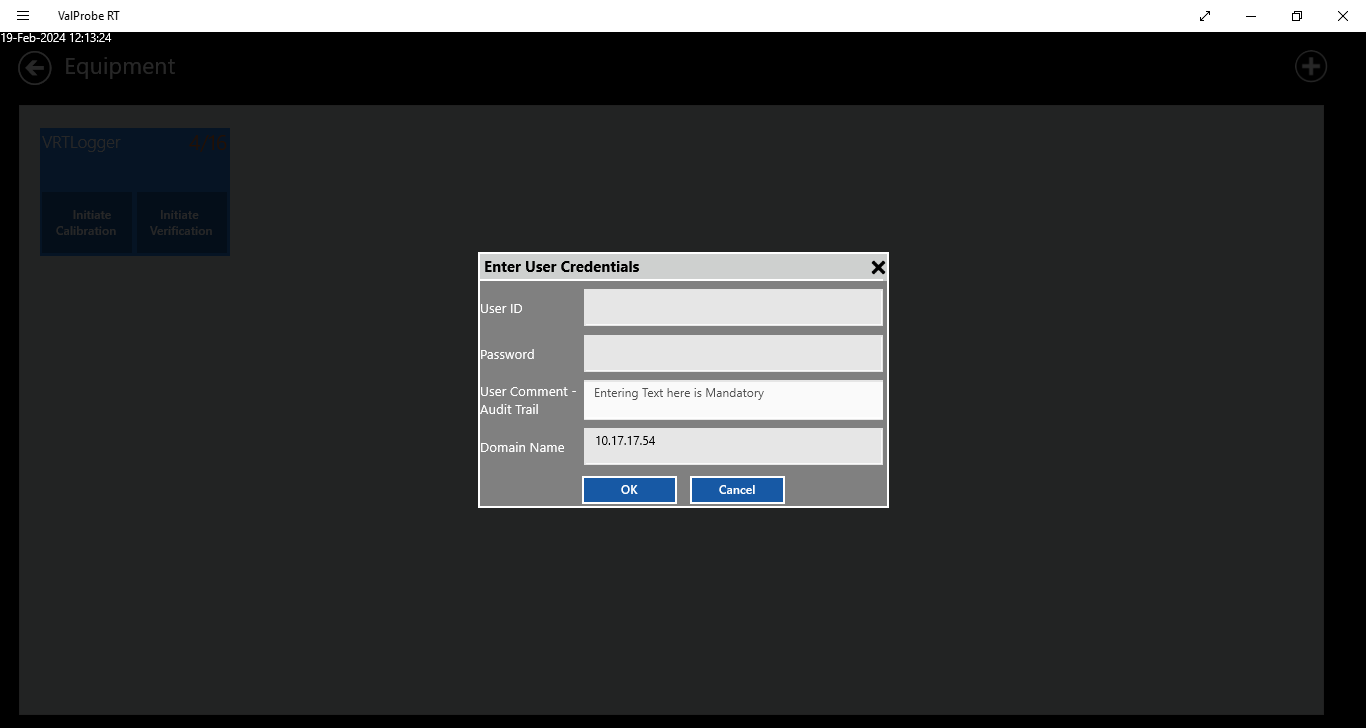 ValProbe RT
19-Feb-2024 12:13:24
Equipment
VRTLogger
Initiate Calibration
Initiate Verification
Enter User Credentials
User ID
Password
User Comment -
Audit Trail
Entering Text here is Mandatory
Domain Name
10.17.17.54
OK
Cancel